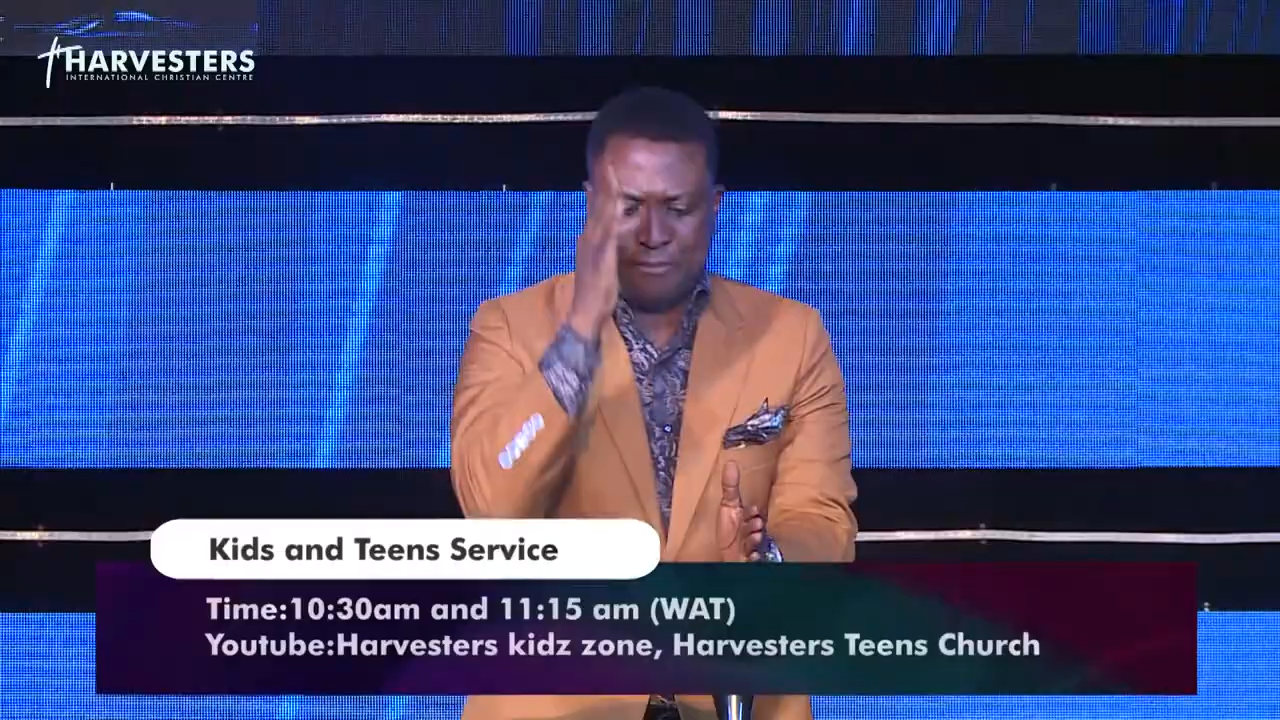 HARVESTERS
INTERNATIONAL CHRISTIAN CENTRE
Kids and Teens Service
Time:10:30am and 11:15 am (WAT)
Youtube:Harvesters kidz zone, Harvesters Teens Church